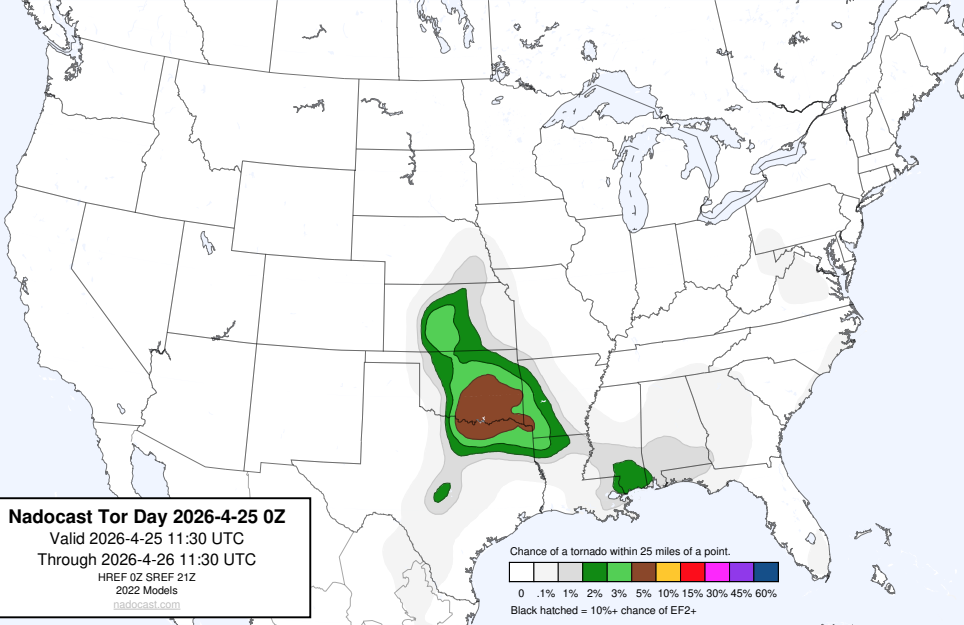 Nadocast Tor Day 2026-4-25 0Z
Valid 2026-4-25 11:30 UTC
Through 2026-4-26 11:30 UTC
HREF 0Z SREF 21Z
2022 Models
nadocast.com
Chance of a tornado within 25 miles of a point.
0 .1% 1% 2% 3% 5% 10% 15% 30% 45% 60%
Black hatched = 10%+ chance of EF2+